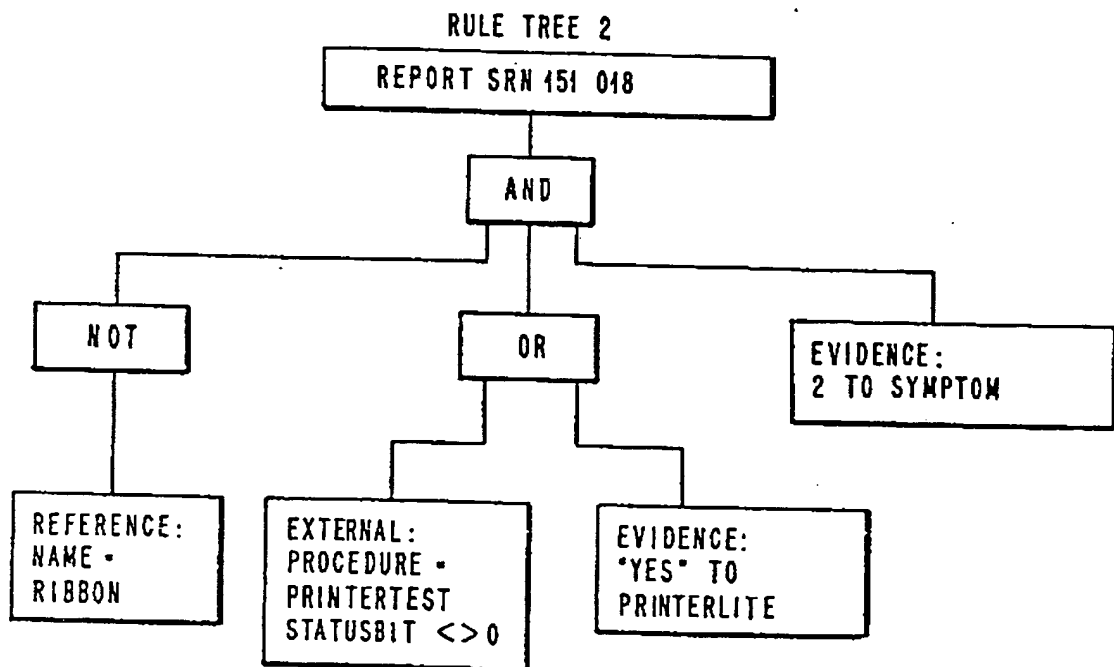 RULE TREE 2
REPORT SRN 151 018
AND
NOT
OR
EVIDENCE:
2 TO SYMPTOM
REFERENCE:
NAME =
RIBBON
EXTERNAL:
PROCEDURE =
PRINTERTEST
STATUSBIT <>0
EVIDENCE:
"YES" TO
PRINTERLITE